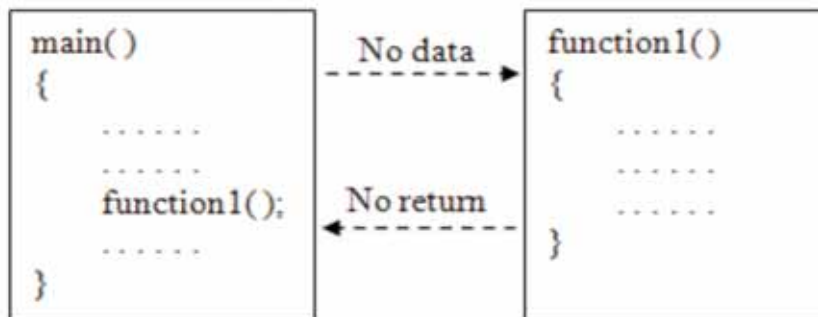 main( )
{
. . . . . .
. . . . . .
function1( );
. . . . . .
}
No data
No return
function1( )
{
. . . . . .
. . . . . .
. . . . . .
}